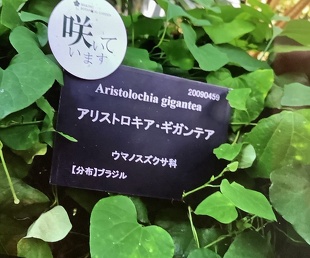 咲いて
います
Aristolochia gigantea
20090450
アリストロキア・ギガンテア
ウマノスズクサ科
【分布】ブラジル